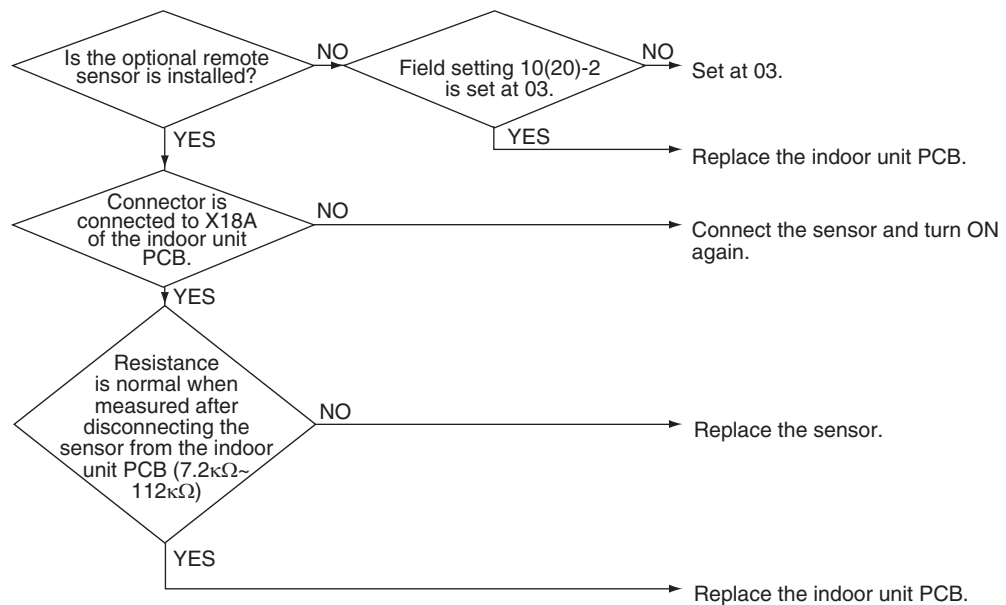 Is the optional remote
sensor is installed?
NO
Field setting 10(20)-2
is set at 03.
NO
Set at 03.
YES
Replace the indoor unit PCB.
YES
Connector is
connected to X18A
of the indoor unit
PCB.
NO
Connect the sensor and turn ON
again.
YES
Resistance
is normal when
measured after
disconnecting the
sensor from the indoor
unit PCB (7.2κΩ~
112κΩ)
NO
Replace the sensor.
YES
Replace the indoor unit PCB.